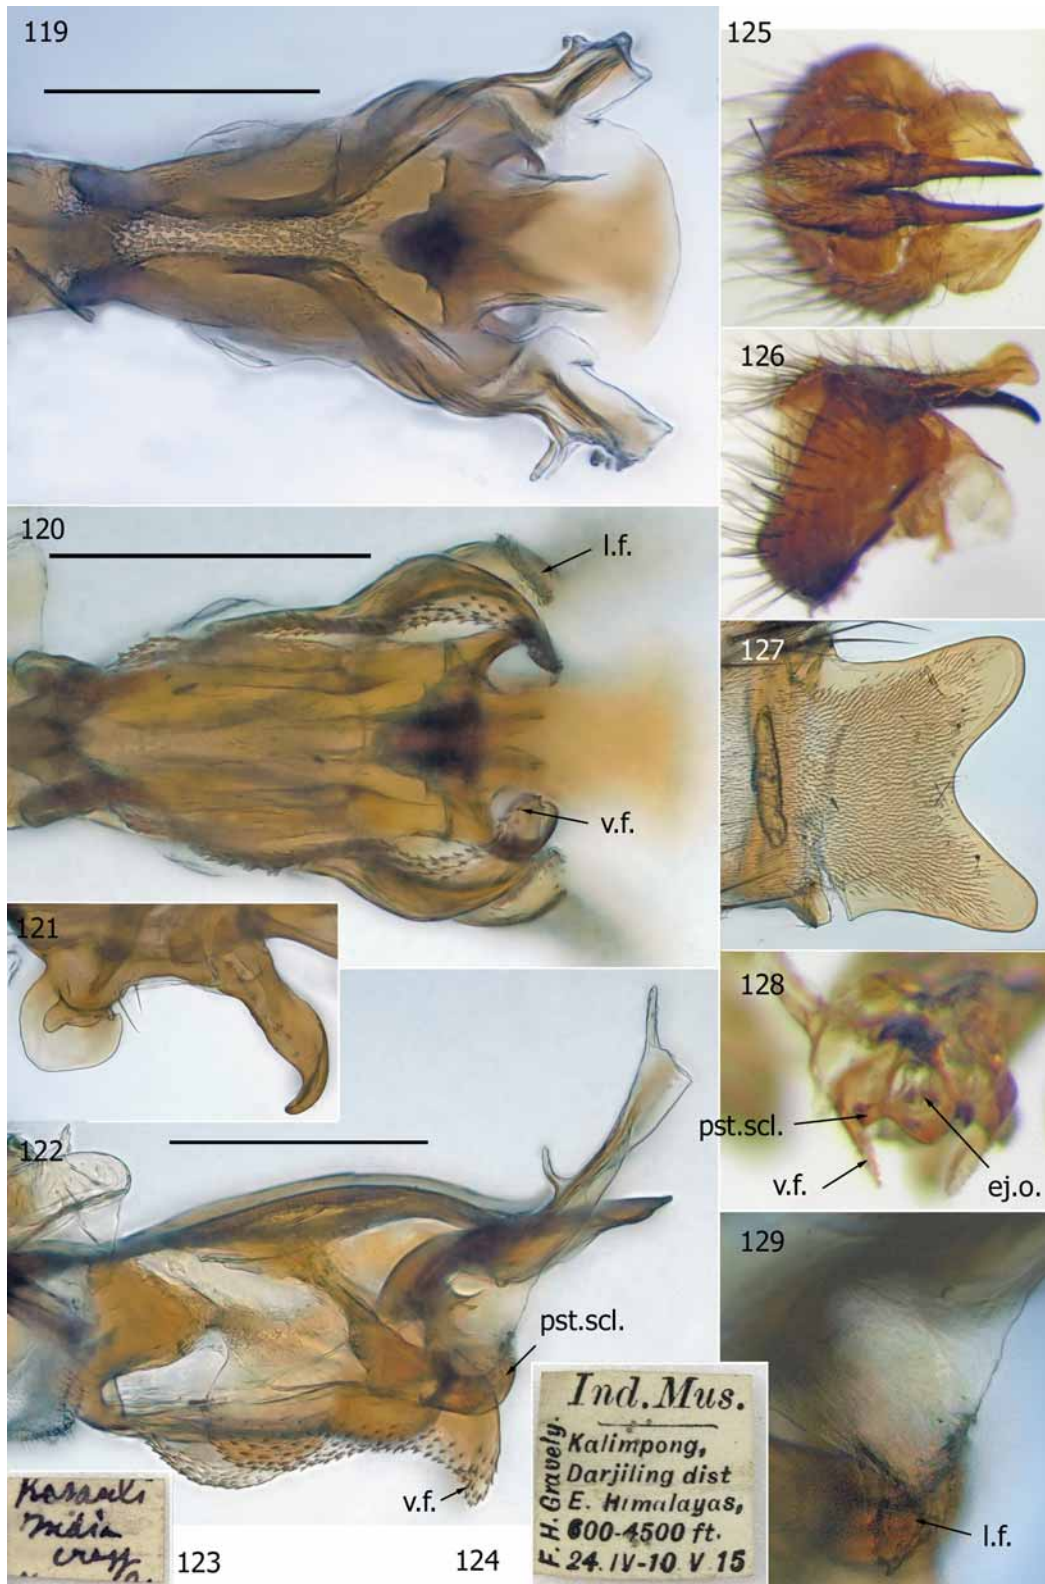 119
120
l.f.
v.f.
121
122
pst.scl.
v.f.
Kasauli
India
123
124
Ind. Mus.
F. H. Gravely.
Kalimpong,
Darjiling dist
E. Himalayas,
600-4500 ft.
24. IV-10 V 15
125
126
127
128
pst.scl.
v.f.
ej.o.
129
l.f.